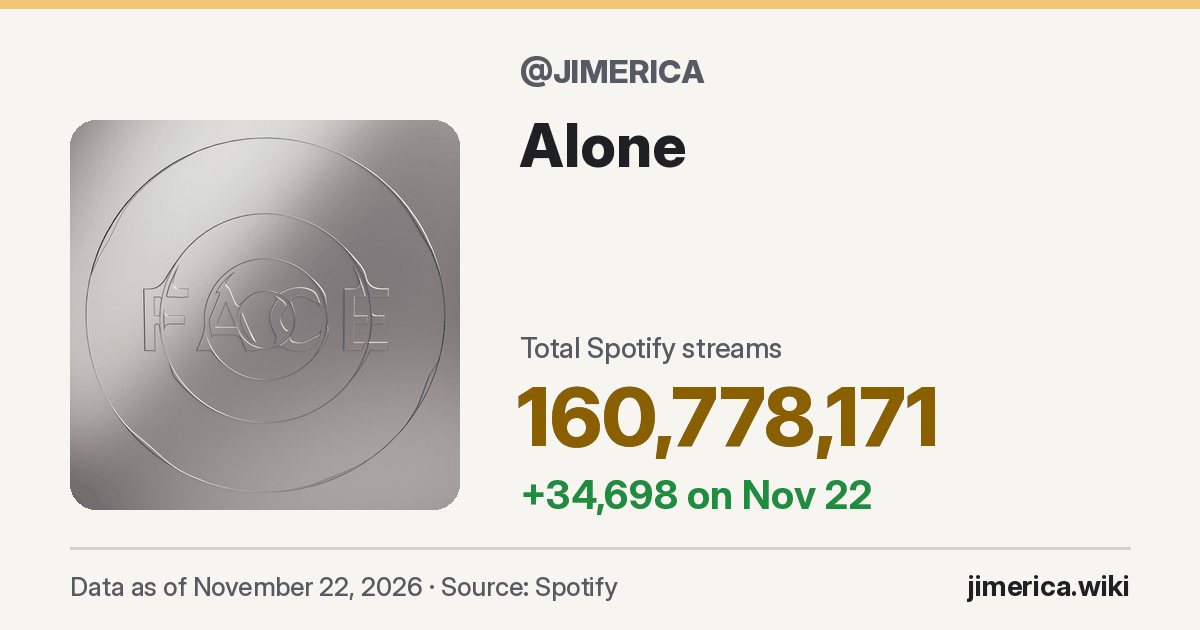 @JIMERICA
Alone
FACE
Total Spotify streams
160,778,171
+34,698 on Nov 22
Data as of November 22, 2026 · Source: Spotify
jimerica.wiki